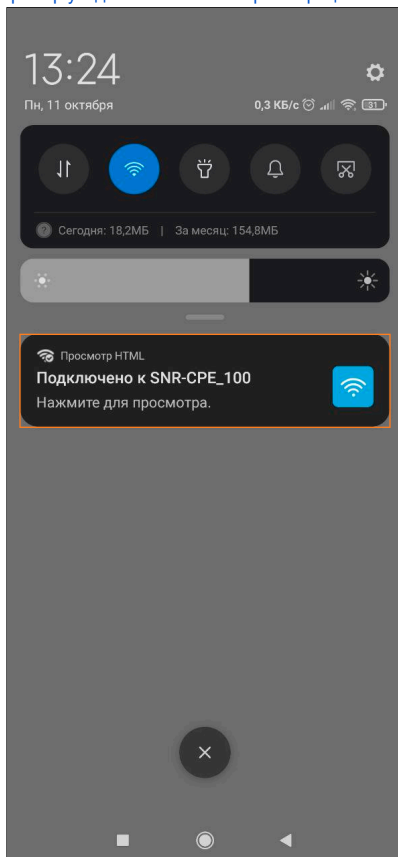 13:24
Пн, 11 октября
0,3 КБ/с
31
Сегодня: 18,2МБ | За месяц: 154,8МБ
Просмотр HTML
Подключено к SNR-CPE_100
Нажмите для просмотра.